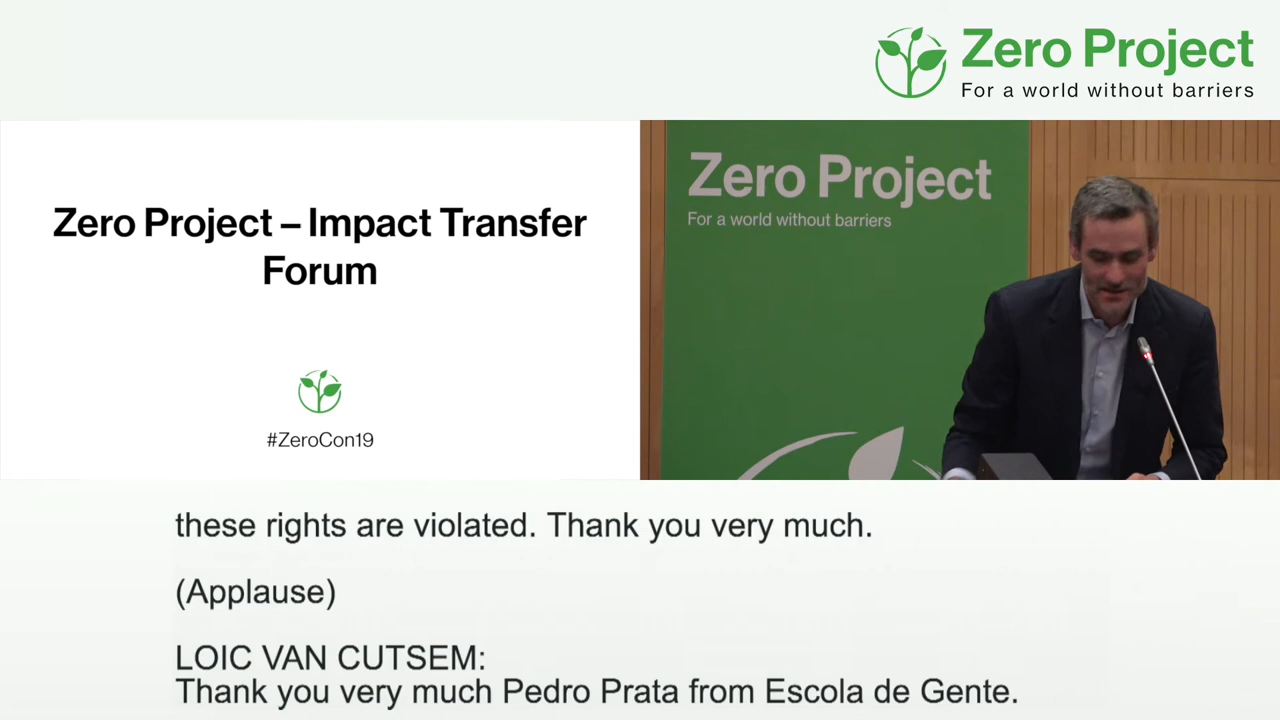 Zero Project
For a world without barriers
Zero Project – Impact Transfer
Forum
#ZeroCon19
Zero Project
For a world without barriers
these rights are violated. Thank you very much.
(Applause)
LOIC VAN CUTSEM:
Thank you very much Pedro Prata from Escola de Gente.